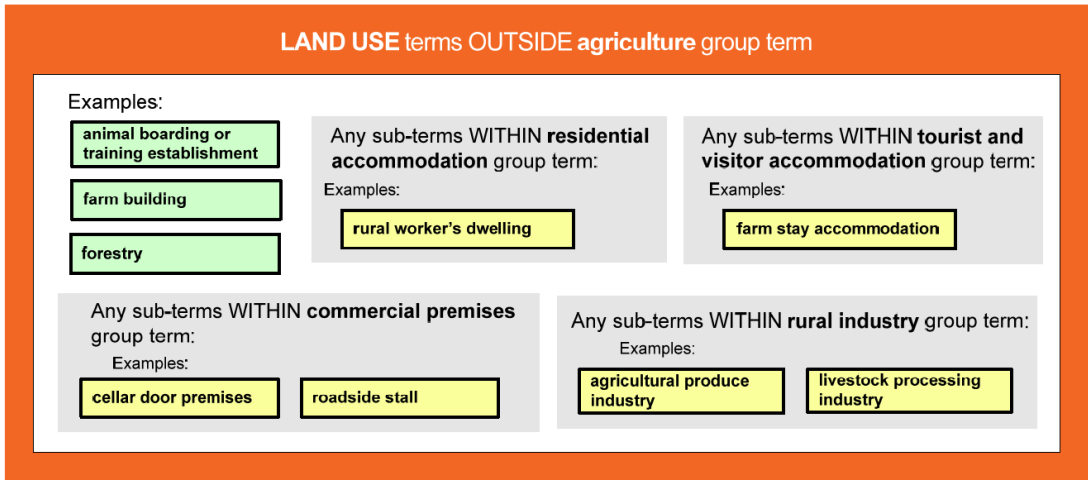 LAND USE terms OUTSIDE agriculture group term
Examples:
animal boarding or
training establishment
farm building
forestry
Any sub-terms WITHIN residential
accommodation group term:
Examples:
rural worker's dwelling
Any sub-terms WITHIN tourist and
visitor accommodation group term:
Examples:
farm stay accommodation
Any sub-terms WITHIN commercial premises
group term:
Examples:
cellar door premises
roadside stall
Any sub-terms WITHIN rural industry group term:
Examples:
agricultural produce
industry
livestock processing
industry